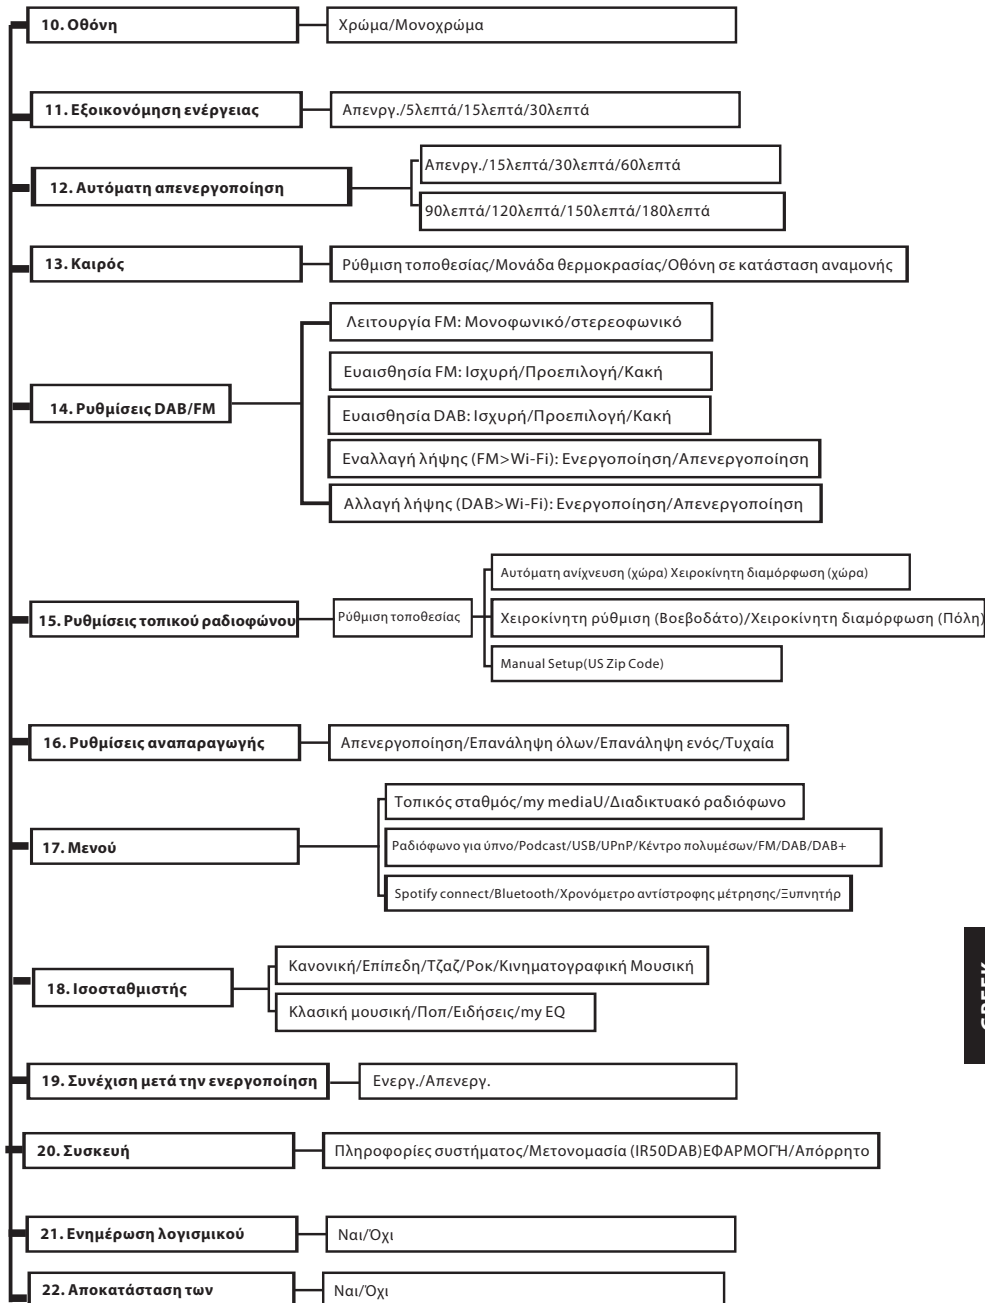 10. Οθόνη
Χρώμα/Μονοχρώμα
11. Εξοικονόμηση ενέργειας
Απενργ./5λεπτά/15λεπτά/30λεπτά
12. Αυτόματη απενεργοποίηση
Απενργ./15λεπτά/30λεπτά/60λεπτά
90λεπτά/120λεπτά/150λεπτά/180λεπτά
13. Καιρός
Ρύθμιση τοποθεσίας/Μονάδα θερμοκρασίας/Οθόνη σε κατάσταση αναμονής
14. Ρυθμίσεις DAB/FM
Λειτουργία FM: Μονοφωνικό/στερεοφωνικό
Ευαισθησία FM: Ισχυρή/Προεπιλογή/Κακή
Ευαισθησία DAB: Ισχυρή/Προεπιλογή/Κακή
Εναλλαγή λήψης (FM>Wi-Fi): Ενεργοποίηση/Απενεργοποίηση
Αλλαγή λήψης (DAB>Wi-Fi): Ενεργοποίηση/Απενεργοποίηση
15. Ρυθμίσεις τοπικού ραδιοφώνου
Ρύθμιση τοποθεσίας
Αυτόματη ανίχνευση (χώρα) Χειροκίνητη διαμόρφωση (χώρα)
Χειροκίνητη ρύθμιση (Βοεβοδάτο)/Χειροκίνητη διαμόρφωση (Πόλη)
Manual Setup(US Zip Code)
16. Ρυθμίσεις αναπαραγωγής
Απενεργοποίηση/Επανάληψη όλων/Επανάληψη ενός/Τυχαία
17. Μενού
Τοπικός σταθμός/my mediaU/Διαδικτυακό ραδιόφωνο
Ραδιόφωνο για ύπνο/Podcast/USB/UPnP/Κέντρο πολυμέσων/FM/DAB/DAB+
Spotify connect/Bluetooth/Χρονόμετρο αντίστροφης μέτρησης/Ξυπνητήρ
18. Ισοσταθμιστής
Κανονική/Επίπεδη/Τζαζ/Ροκ/Κινηματογραφική Μουσική
Κλασική μουσική/Ποπ/Ειδήσεις/my EQ
19. Συνέχιση μετά την ενεργοποίηση
Ενεργ./Απενεργ.
20. Συσκευή
Πληροφορίες συστήματος/Μετονομασία (IR50DAB)ΕΦΑΡΜΟΓΉ/Απόρρητο
21. Ενημέρωση λογισμικού
Ναι/Όχι
22. Αποκατάσταση των
Ναι/Όχι